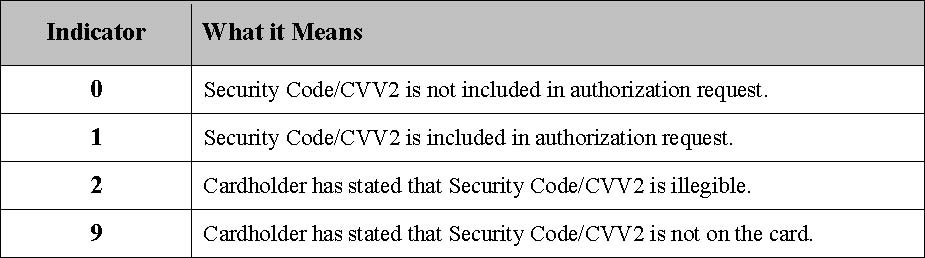 Indicator What it Means
0 Security Code/CVV2 is not included in authorization request.
1 Security Code/CVV2 is included in authorization request.
2 Cardholder has stated that Security Code/CVV2 is illegible.
9 Cardholder has stated that Security Code/CVV2 is not on the card.